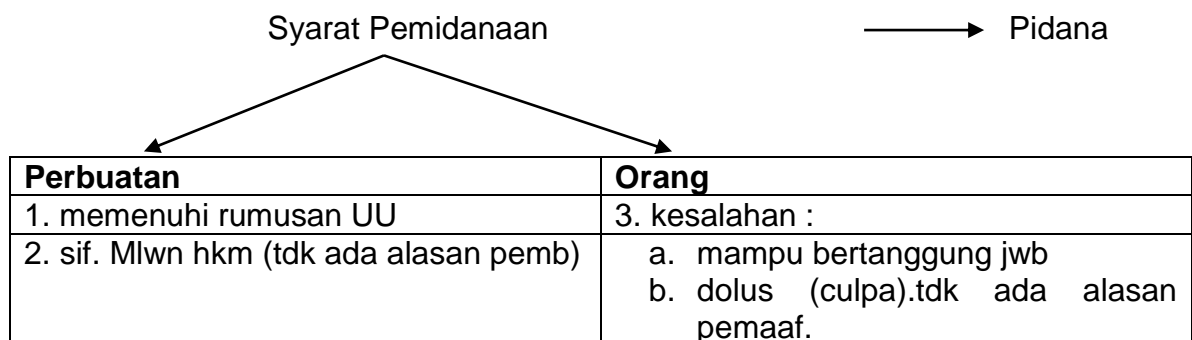 Syarat Pemidanaan Pidana
Perbuatan Orang
1. memenuhi rumusan UU 3. kesalahan :
2. sif. Mlwn hkm (tdk ada alasan pemb) a. mampu bertanggung jwb
b. dolus (culpa).tdk ada alasan
pemaaf.